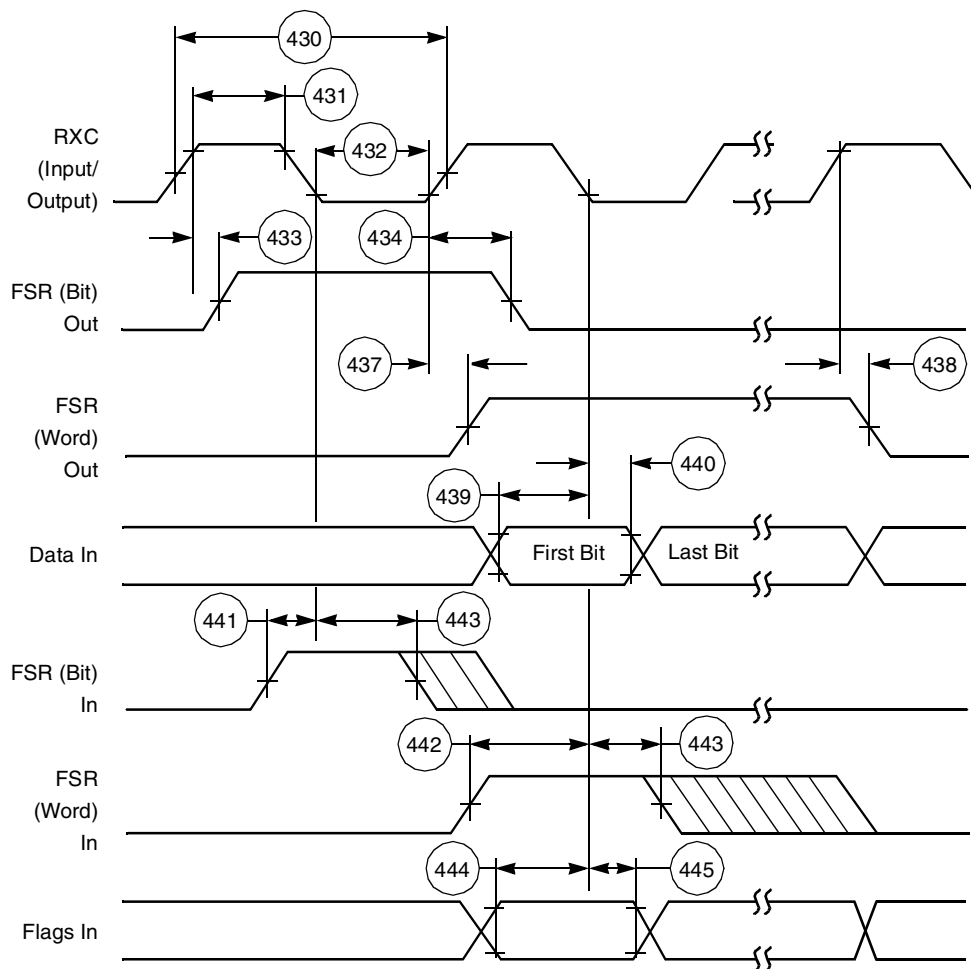 430
431
RXC
(Input/
Output)
432
433
434
FSR (Bit)
Out
437
438
FSR
(Word)
Out
440
439
Data In
First Bit
Last Bit
441
443
FSR (Bit)
In
442
443
FSR
(Word)
In
444
445
Flags In